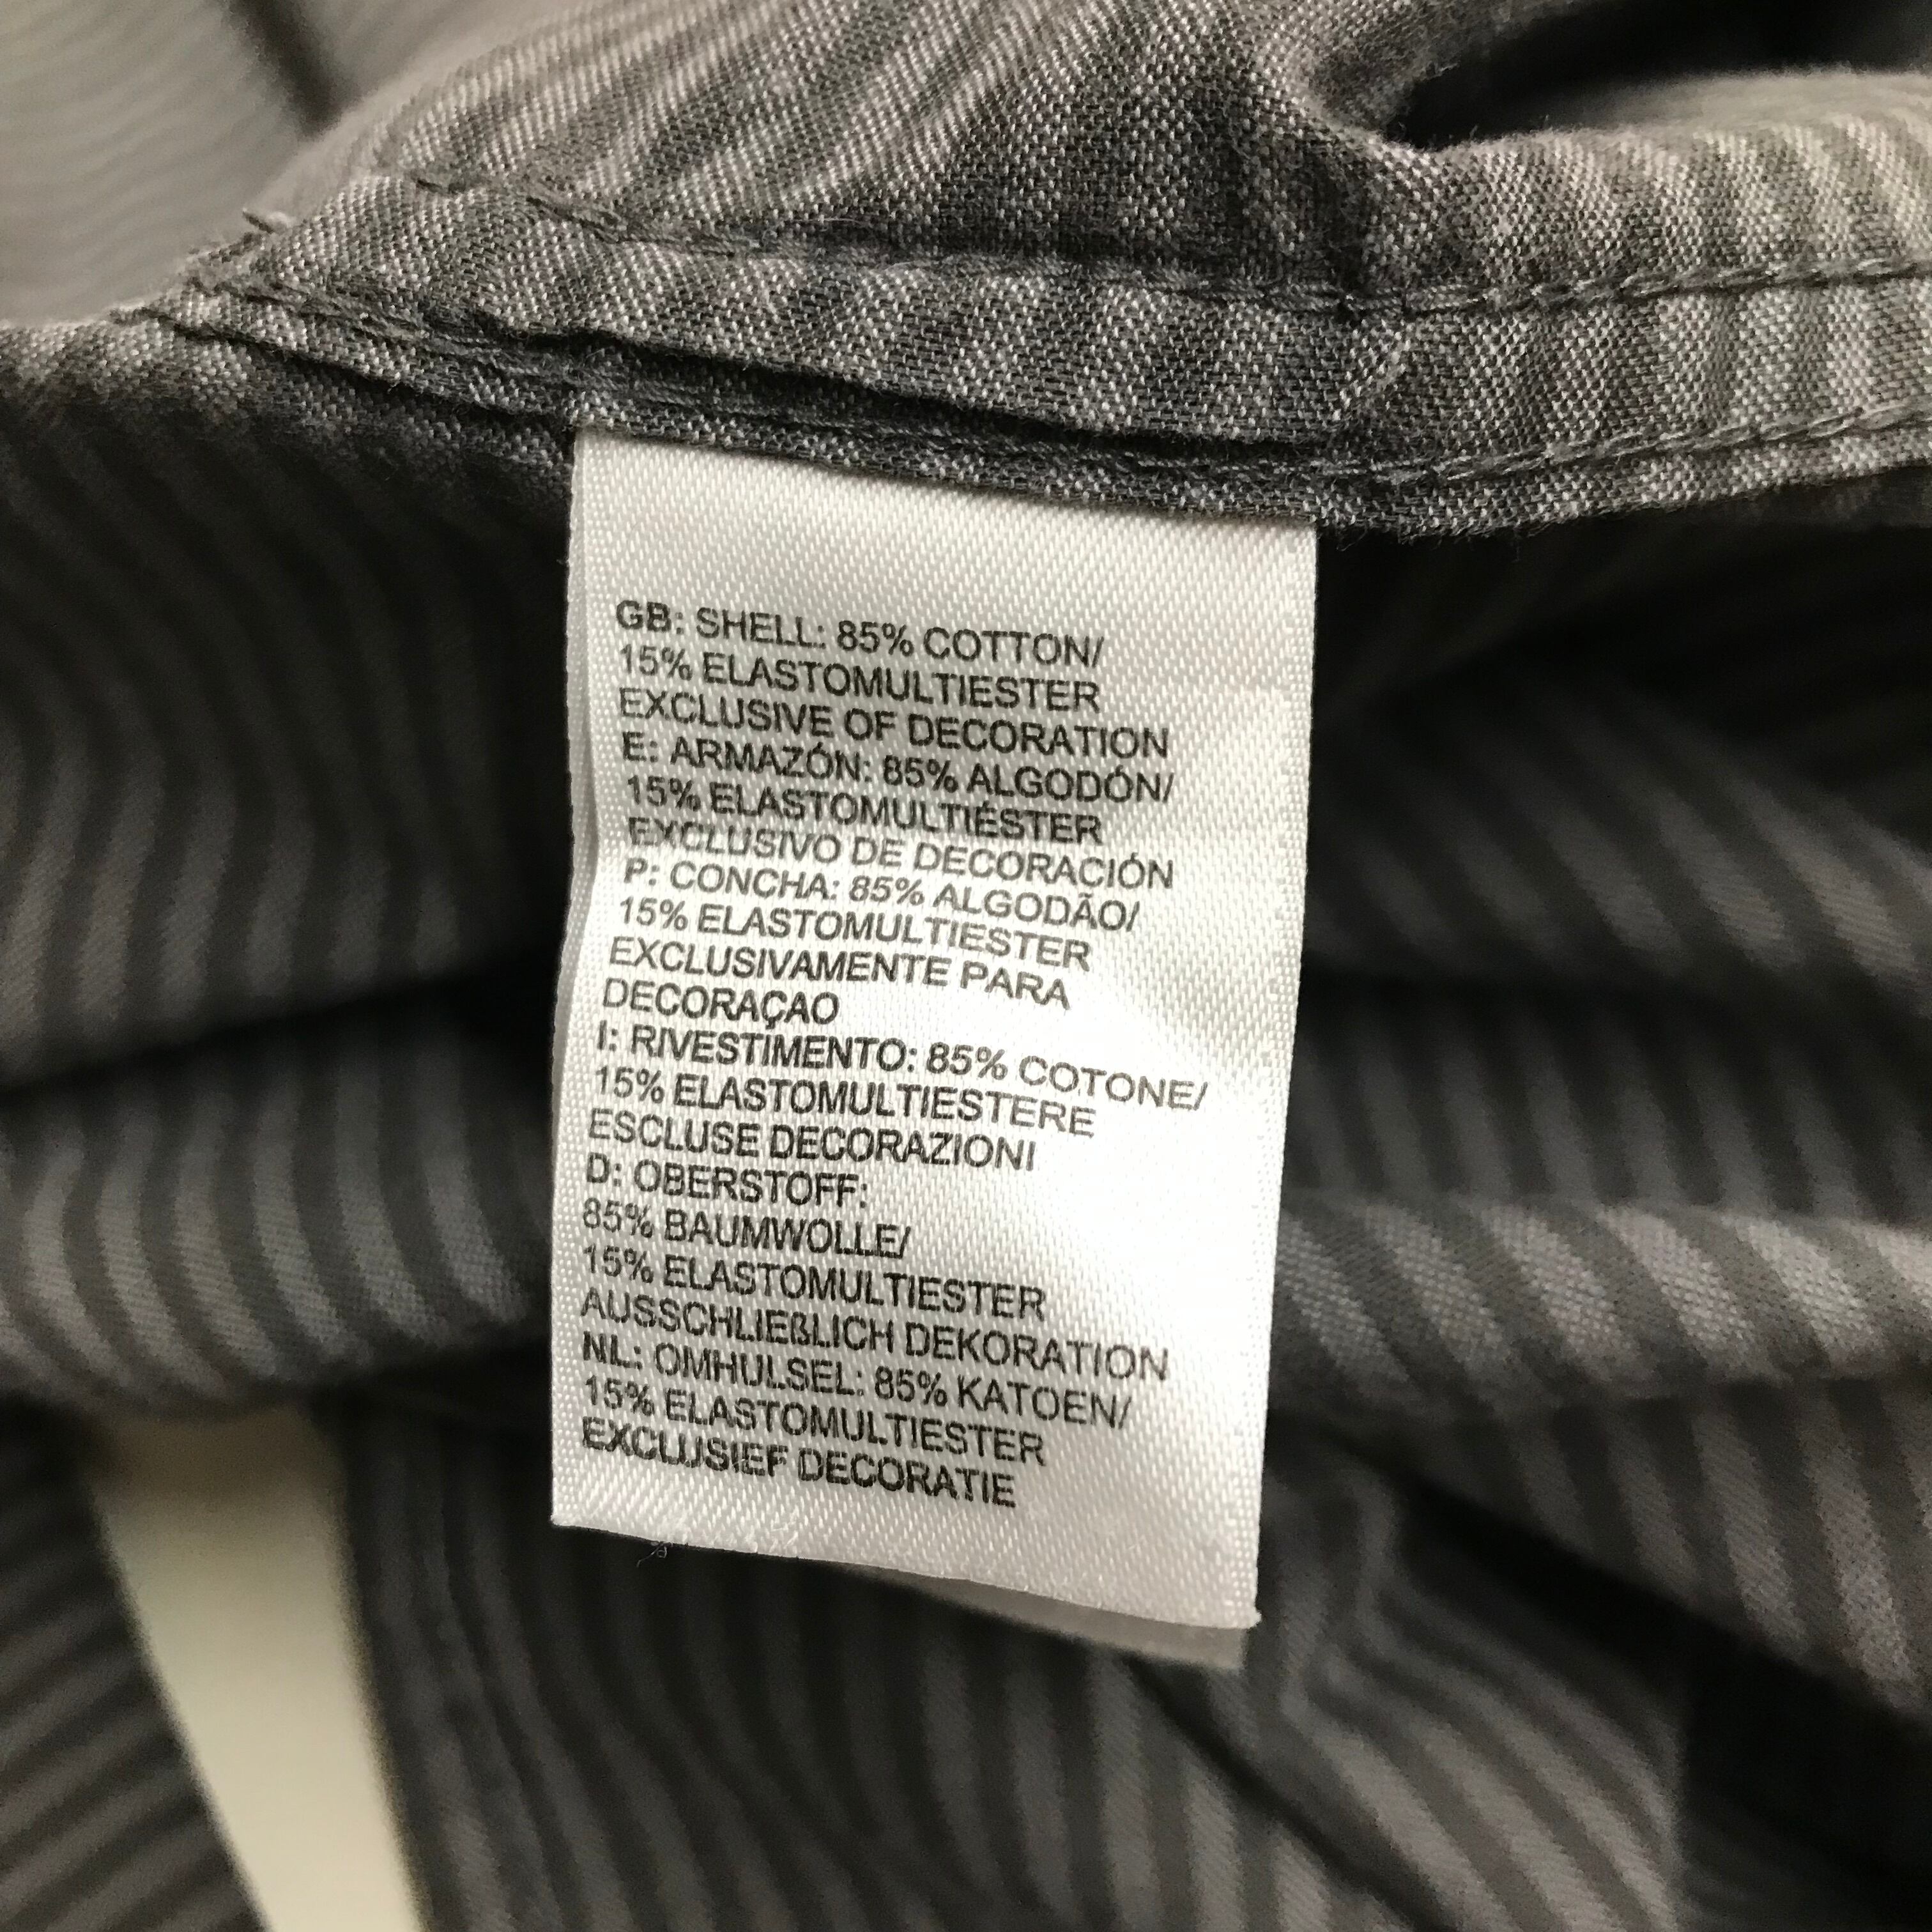 GB: SHELL: 85% COTTON/
15% ELASTOMULTIESTER
EXCLUSIVE OF DECORATION
E: ARMAZÓN: 85% ALGODÓN/
15% ELASTOMULTIÉSTER
EXCLUSIVO DE DECORACIÓN
P: CONCHA: 85% ALGODÃO/
15% ELASTOMULTIESTER
EXCLUSIVAMENTE PARA
DECORAÇAO
I: RIVESTIMENTO: 85% COTONE/
15% ELASTOMULTIESTERE
ESCLUSE DECORAZIONI
D: OBERSTOFF:
85% BAUMWOLLE/
15% ELASTOMULTIESTER
AUSSCHLIEßLICH DEKORATION
NL: OMHULSEL: 85% KATOEN/
15% ELASTOMULTIESTER
EXCLUSIEF DECORATIE